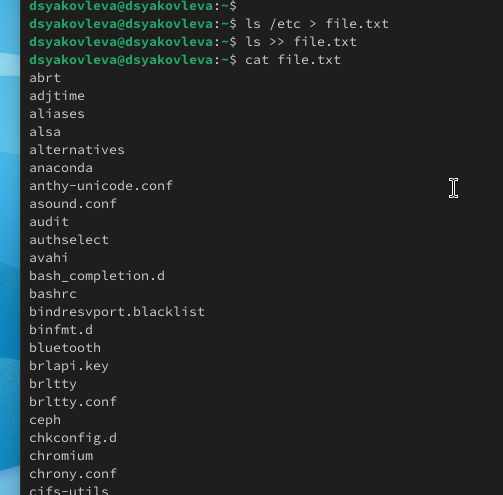 dsyakovleva@dsyakovleva:~$
dsyakovleva@dsyakovleva:~$ ls /etc > file.txt
dsyakovleva@dsyakovleva:~$ ls >> file.txt
dsyakovleva@dsyakovleva:~$ cat file.txt
abrt
adjtime
aliases
alsa
alternatives
anaconda
anthy-unicode.conf
asound.conf
audit
authselect
avahi
bash_completion.d
bashrc
bindresvport.blacklist
binfmt.d
bluetooth
brlapi.key
brltty
brltty.conf
ceph
chkconfig.d
chromium
chrony.conf
cifs-utils